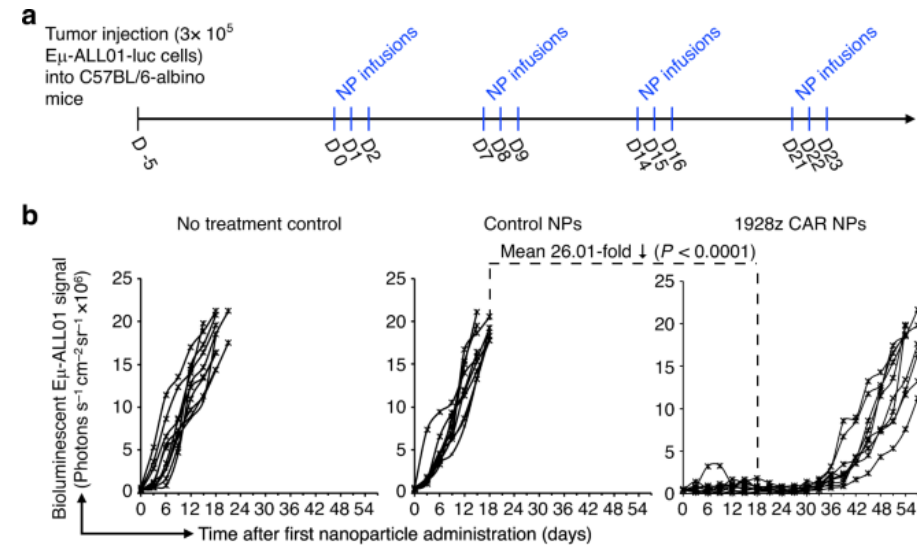 a
Tumor injection (3× 10⁵
Eμ-ALL01-luc cells)
into C57BL/6-albino
mice
NP infusions NP infusions NP infusions NP infusions
D -5 D0 D1 D2 D7 D8 D9 D14 D15 D16 D21 D22 D23
b
No treatment control Control NPs 1928z CAR NPs
Mean 26.01-fold ↓ (P < 0.0001)
Bioluminescent Eμ-ALL01 signal
(Photons s⁻¹ cm⁻² sr⁻¹ ×10⁶)
25 25 25
20 20 20
15 15 15
10 10 10
5 5 5
0 0 0
0 6 12 18 24 30 36 42 48 54 0 6 12 18 24 30 36 42 48 54 0 6 12 18 24 30 36 42 48 54
Time after first nanoparticle administration (days)